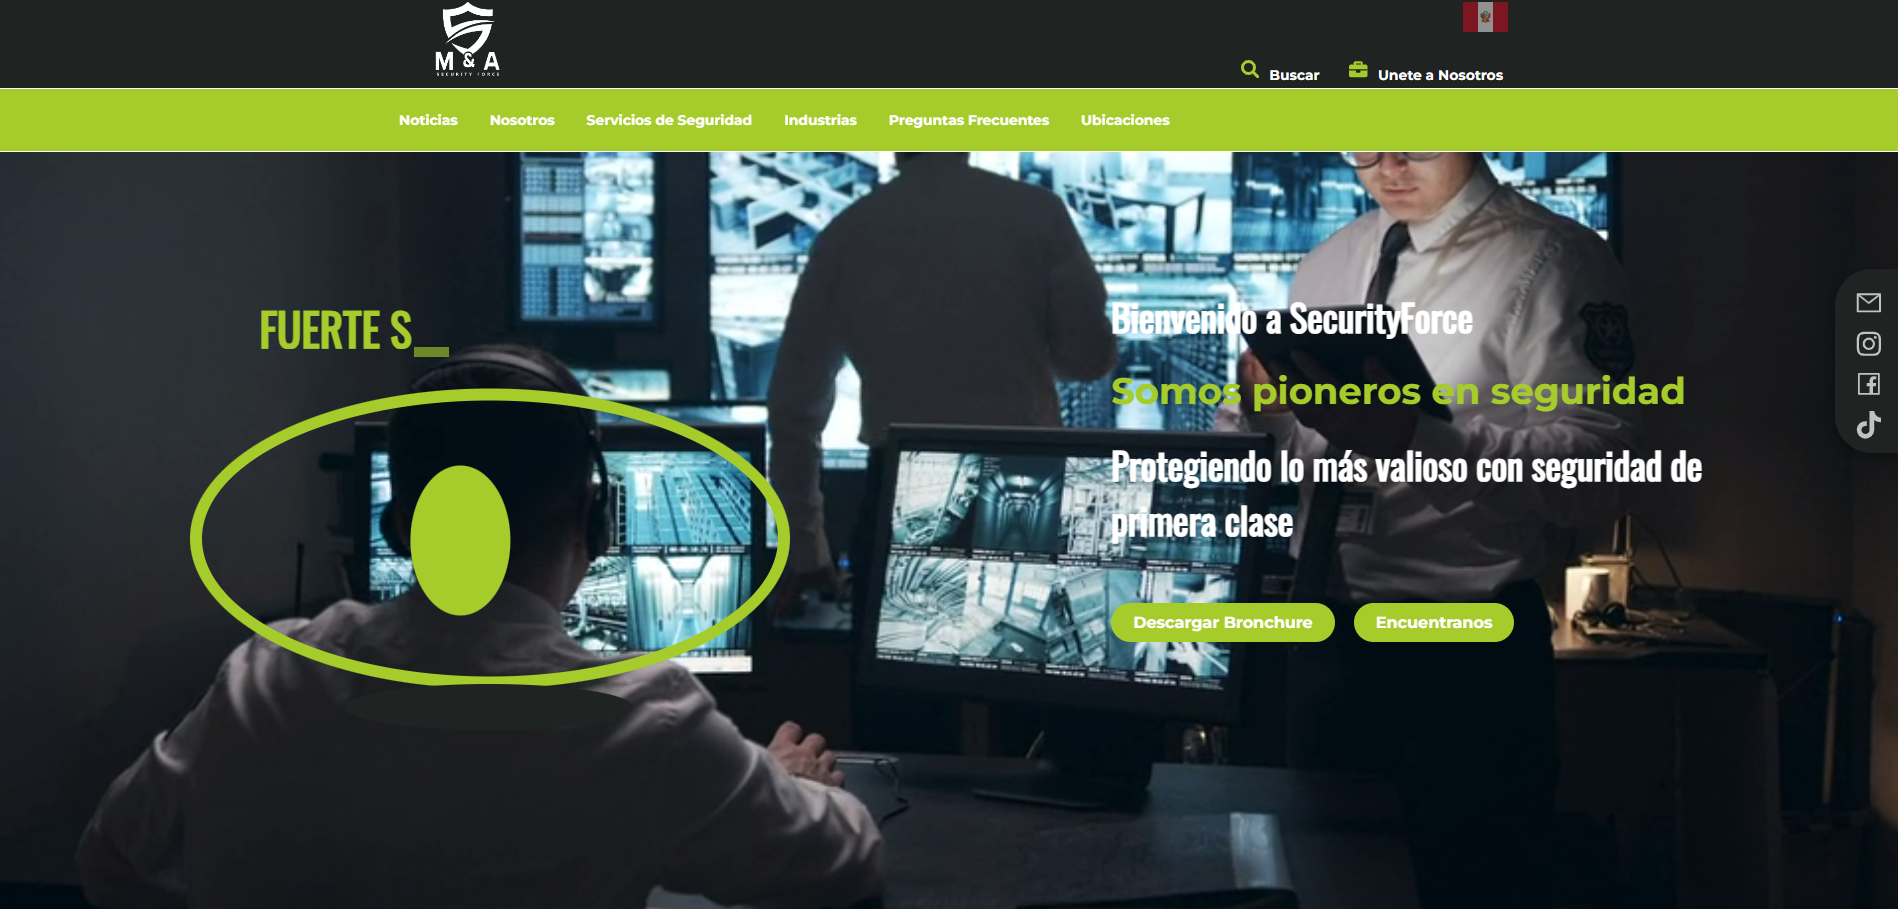 M & A
SECURITY FORCE
Buscar
Unete a Nosotros
Noticias
Nosotros
Servicios de Seguridad
Industrias
Preguntas Frecuentes
Ubicaciones
FUERTE S_
Bienvenido a SecurityForce
Somos pioneros en seguridad
Protegiendo lo más valioso con seguridad de
primera clase
Descargar Bronchure
Encuentranos